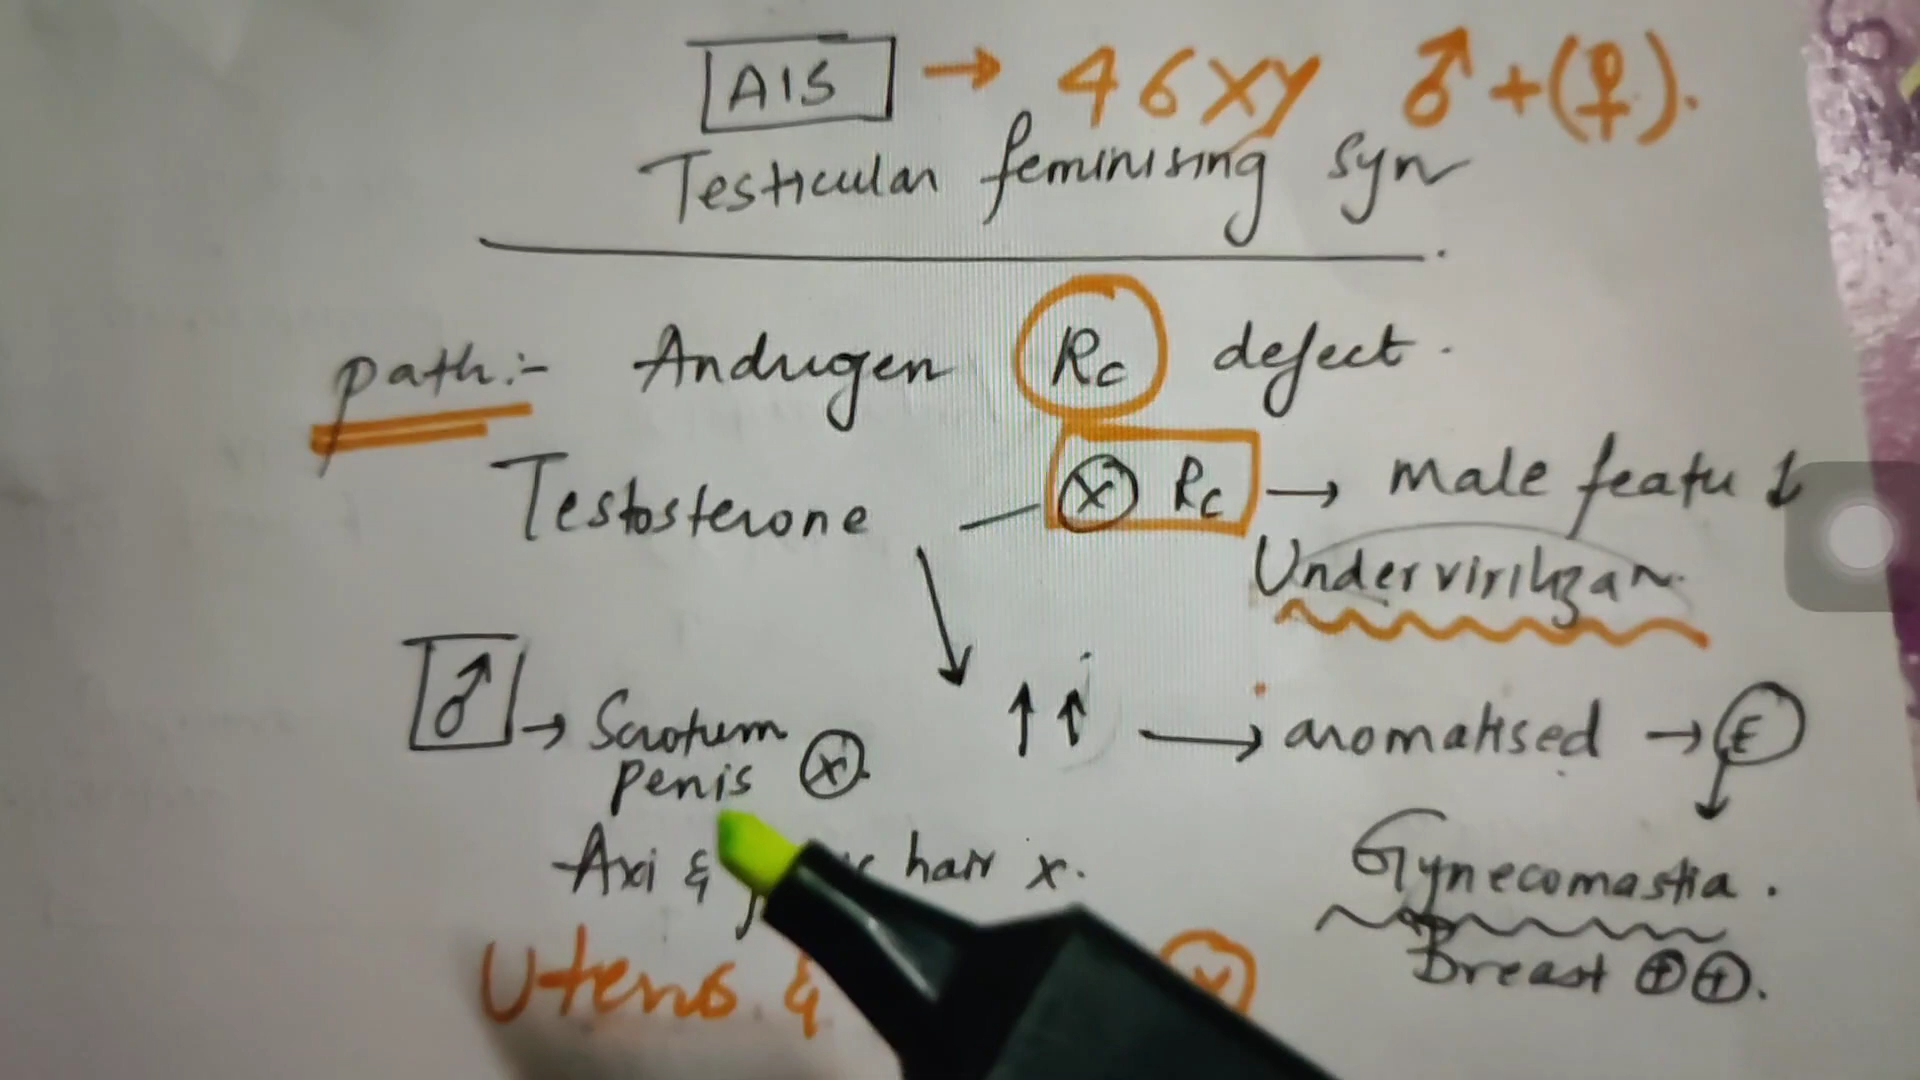 AIS → 46XY ♂ + (♀).
Testicular feminising syn
path:- Androgen Rc defect.
Testosterone — ⓧ Rc → male featu ↓
Undervirilizan.
♂ → Scrotum ↑↑ → aromatised → E
penis ⓧ.
Axi & hair x. Gynecomastia.
Uterus & Breast ⊕⊕.